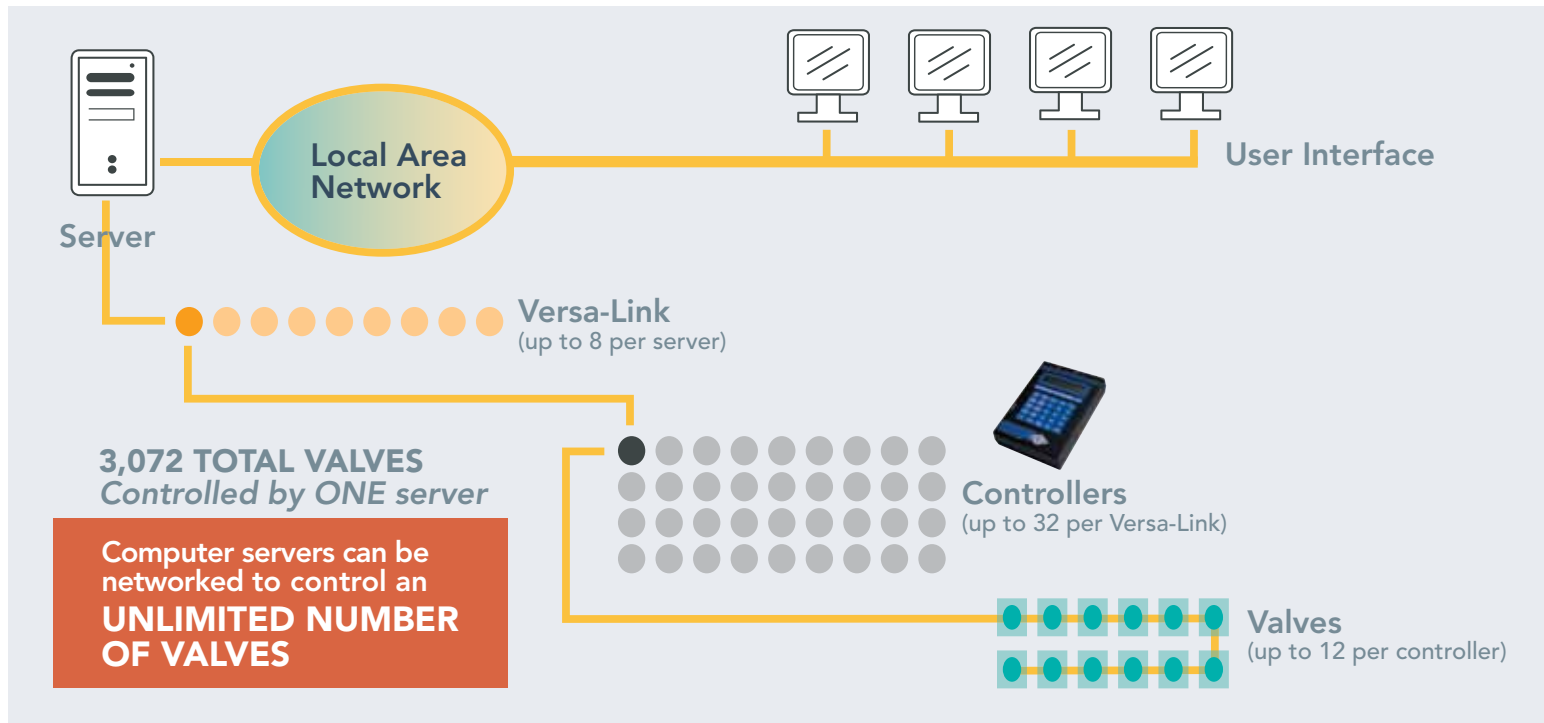 Local Area
Network
User Interface
Server
Versa-Link
(up to 8 per server)
3,072 TOTAL VALVES
Controlled by ONE server
Controllers
(up to 32 per Versa-Link)
Computer servers can be
networked to control an
UNLIMITED NUMBER
OF VALVES
Valves
(up to 12 per controller)